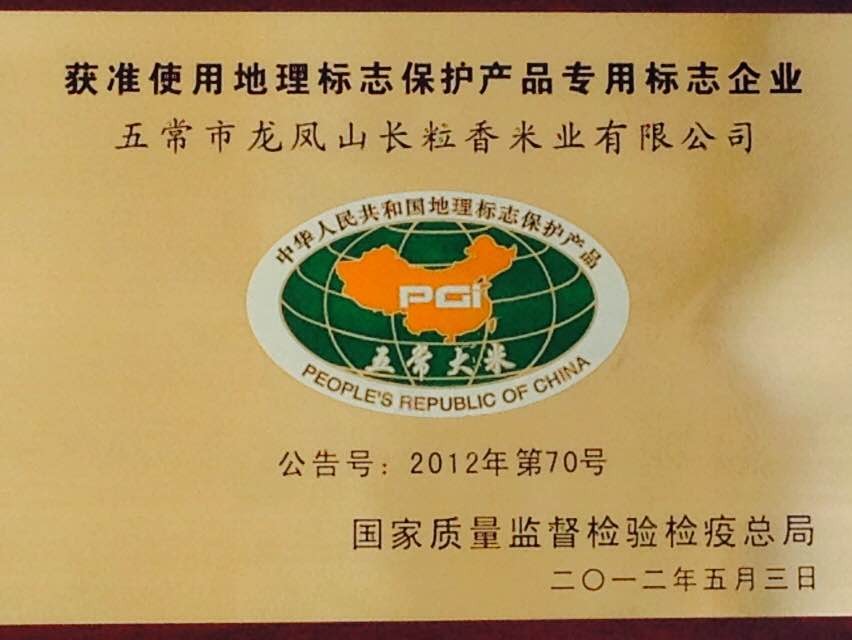 获准使用地理标志保护产品专用标志企业
五常市龙凤山长粒香米业有限公司
中华人民共和国地理标志保护产品
PGi
五常大米
PEOPLE'S REPUBLIC OF CHINA
公告号：2012年第70号
国家质量监督检验检疫总局
二〇一二年五月三日